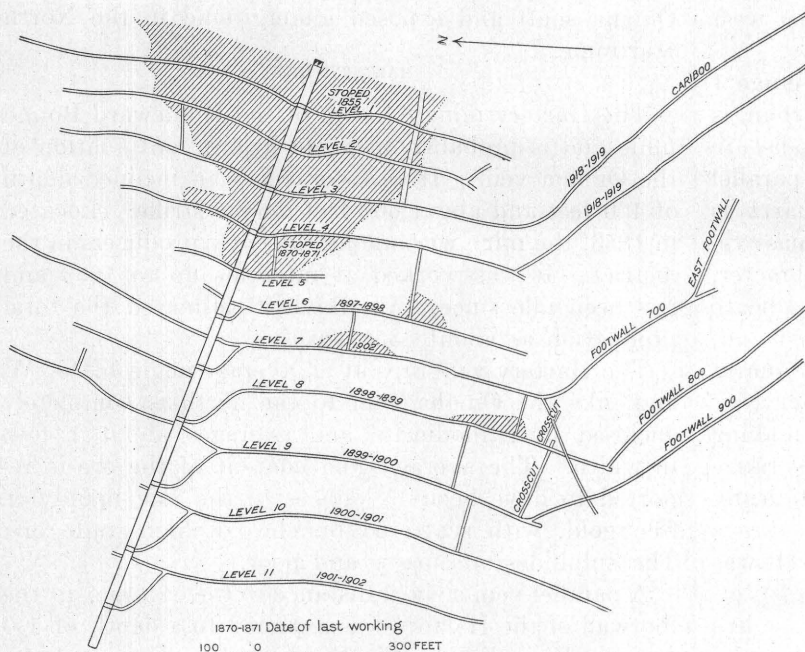 N
CARIBOO
STOPED
1855
LEVEL 1
LEVEL 2
1918-1919
1918-1919
LEVEL 3
LEVEL 4
STOPED
1870-1871
EAST FOOTWALL
LEVEL 5
LEVEL 6 1897-1898
FOOTWALL 700
LEVEL 7
1902
LEVEL 8
1898-1899
FOOTWALL 800
FOOTWALL 900
CROSSCUT
CROSSCUT
LEVEL 9
1899-1900
LEVEL 10
1900-1901
LEVEL 11
1901-1902
1870-1871 Date of last working
100 0 300 FEET